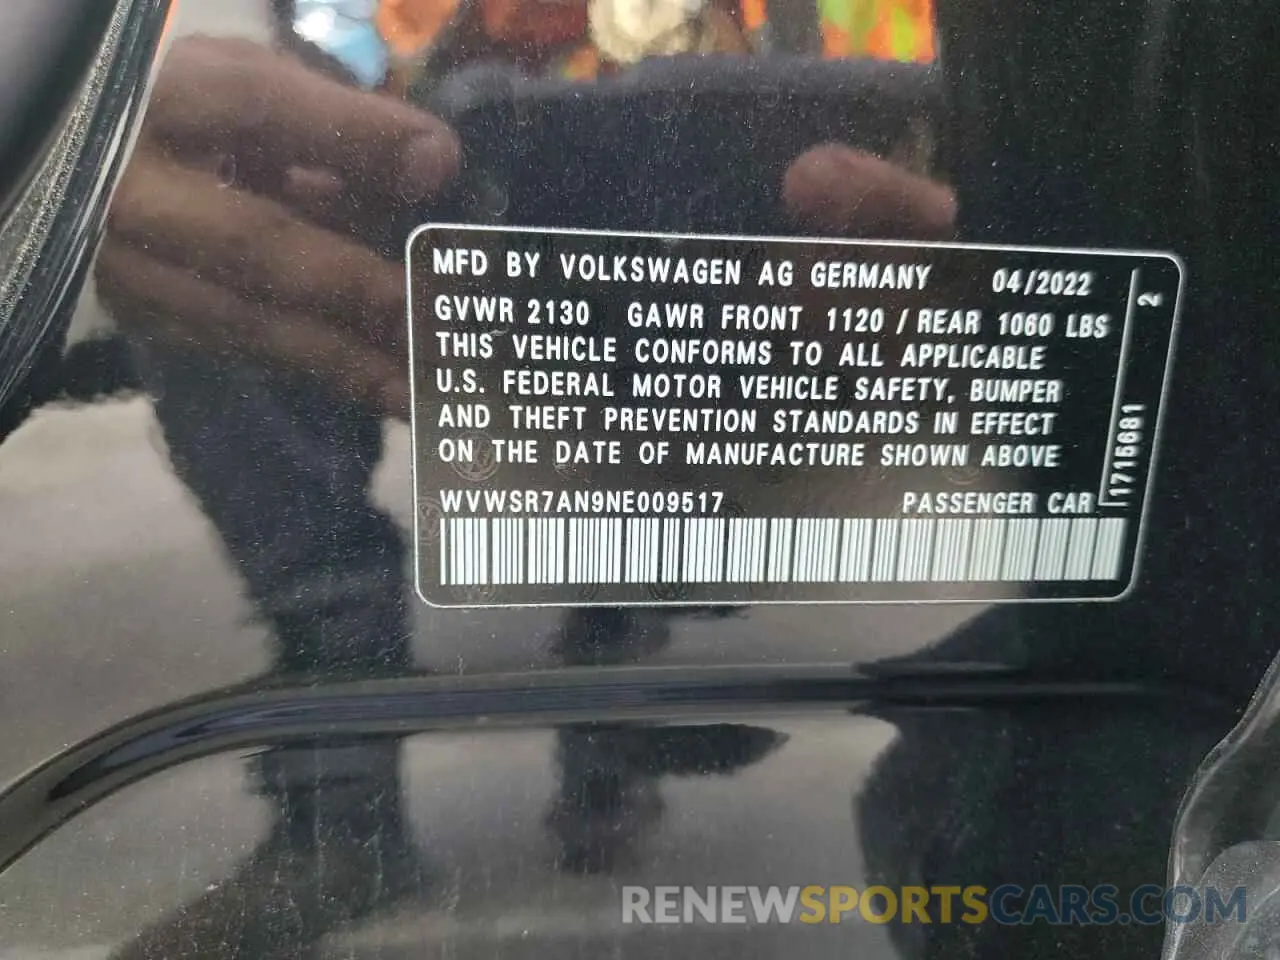 MFD BY VOLKSWAGEN AG GERMANY 04/2022
GVWR 2130 GAWR FRONT 1120 / REAR 1060 LBS
THIS VEHICLE CONFORMS TO ALL APPLICABLE
U.S. FEDERAL MOTOR VEHICLE SAFETY, BUMPER
AND THEFT PREVENTION STANDARDS IN EFFECT
ON THE DATE OF MANUFACTURE SHOWN ABOVE
WVWSR7AN9NE009517 PASSENGER CAR
1715681 2
RENEWSPORTSCARS.COM